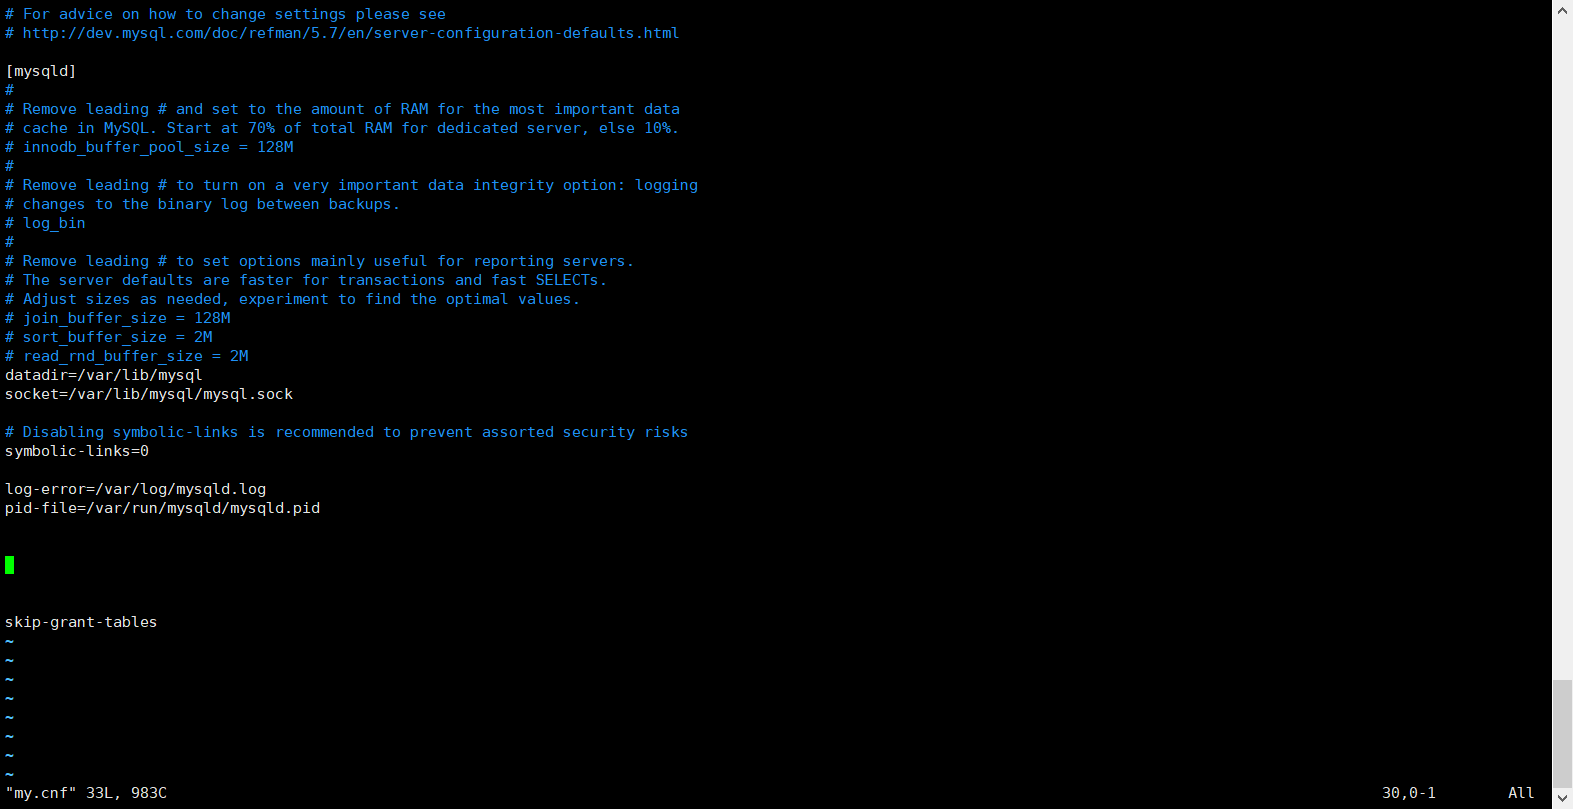 # For advice on how to change settings please see
# http://dev.mysql.com/doc/refman/5.7/en/server-configuration-defaults.html
[mysqld]
#
# Remove leading # and set to the amount of RAM for the most important data
# cache in MySQL. Start at 70% of total RAM for dedicated server, else 10%.
# innodb_buffer_pool_size = 128M
#
# Remove leading # to turn on a very important data integrity option: logging
# changes to the binary log between backups.
# log_bin
#
# Remove leading # to set options mainly useful for reporting servers.
# The server defaults are faster for transactions and fast SELECTs.
# Adjust sizes as needed, experiment to find the optimal values.
# join_buffer_size = 128M
# sort_buffer_size = 2M
# read_rnd_buffer_size = 2M
datadir=/var/lib/mysql
socket=/var/lib/mysql/mysql.sock
# Disabling symbolic-links is recommended to prevent assorted security risks
symbolic-links=0
log-error=/var/log/mysqld.log
pid-file=/var/run/mysqld/mysqld.pid
skip-grant-tables
~
~
~
~
~
~
~
~
"my.cnf" 33L, 983C 30,0-1 All